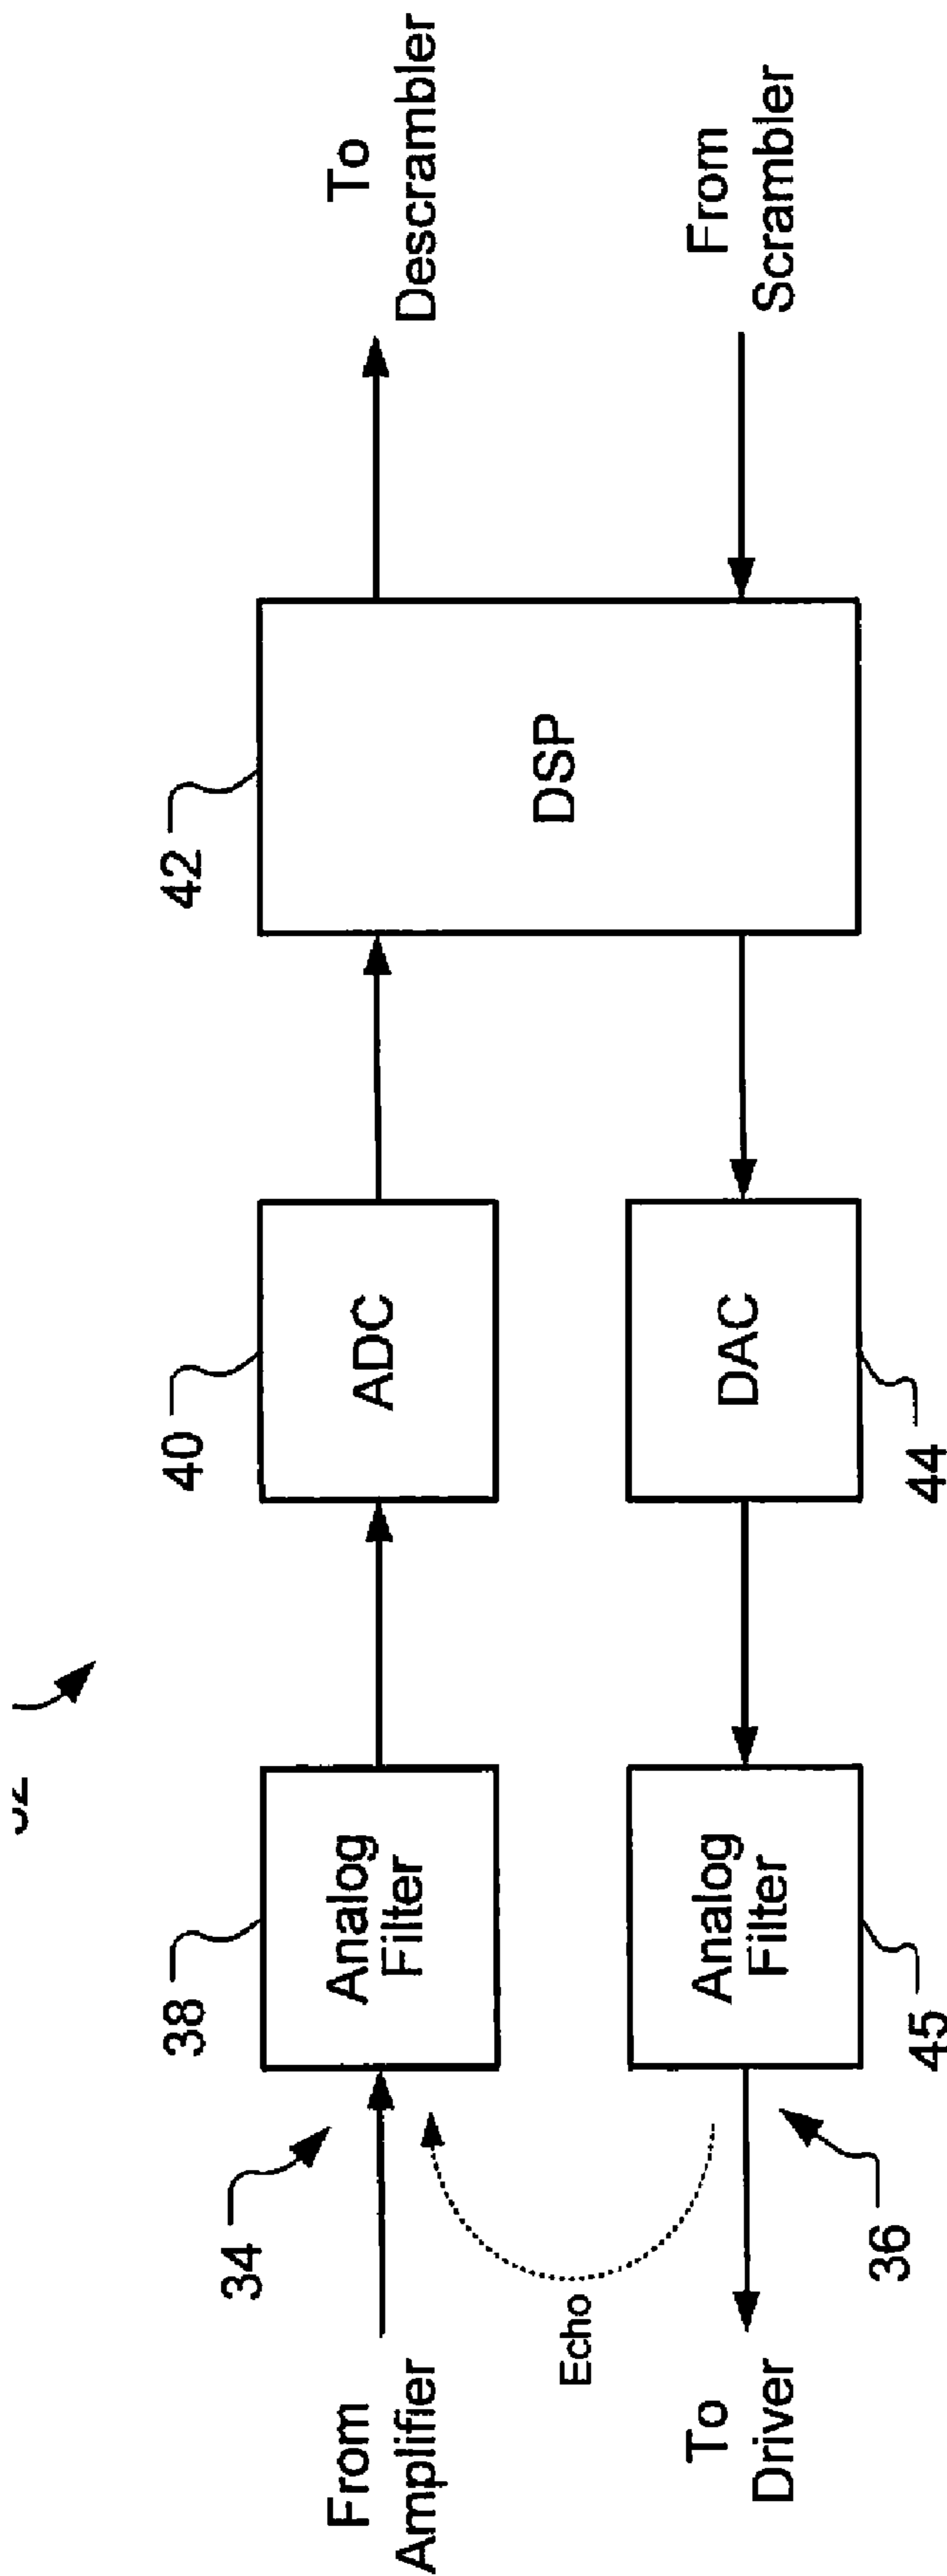 42
40
38
34
To
Descrambler
From
Scrambler
DSP
ADC
DAC
44
Analog
Filter
Analog
Filter
45
36
Echo
From
Amplifier
To
Driver